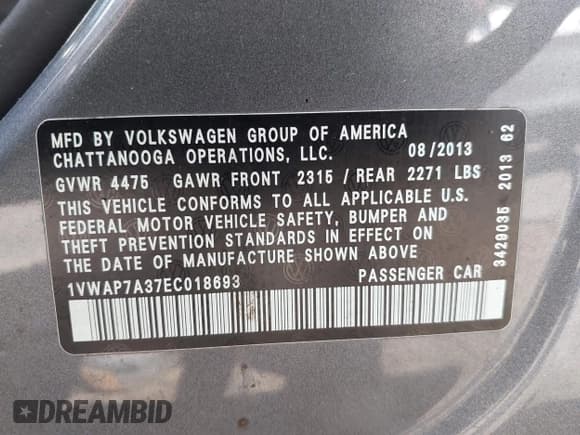 MFD BY VOLKSWAGEN GROUP OF AMERICA
CHATTANOOGA OPERATIONS, LLC. 08/2013
GVWR 4475 GAWR FRONT 2315 / REAR 2271 LBS
THIS VEHICLE CONFORMS TO ALL APPLICABLE U.S.
FEDERAL MOTOR VEHICLE SAFETY, BUMPER AND
THEFT PREVENTION STANDARDS IN EFFECT ON
THE DATE OF MANUFACTURE SHOWN ABOVE
1VWAP7A37EC018693 PASSENGER CAR
3429035 2013 62
DREAMBID